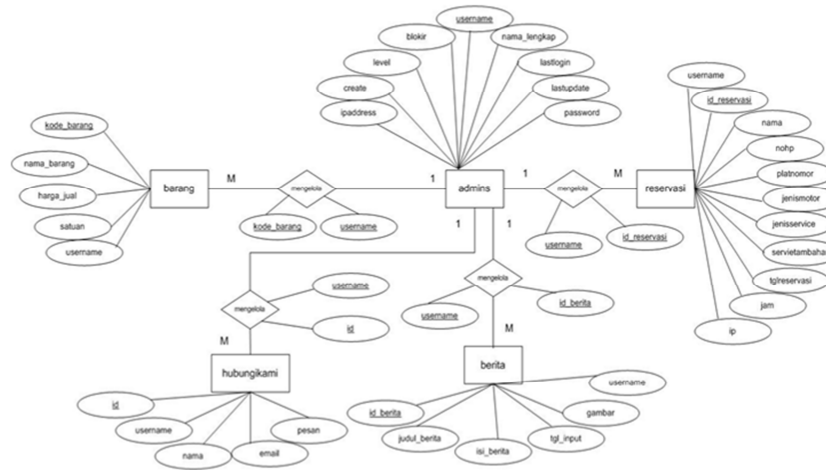 username
blokir
nama_lengkap
level
lastlogin
create
lastupdate
ipaddress
password
kode_barang
nama_barang
harga_jual
satuan
username
barang
M
mengelola
1
kode_barang
username
admins
1
mengelola
M
username
id_reservasi
reservasi
username
id_reservasi
nama
nohp
platnomor
jenismotor
jenisservice
servietambaha
tglreservasi
jam
ip
1
1
mengelola
username
id
M
hubungikami
id
username
nama
email
pesan
mengelola
username
id_berita
M
berita
id_berita
judul_berita
isi_berita
tgl_input
gambar
username